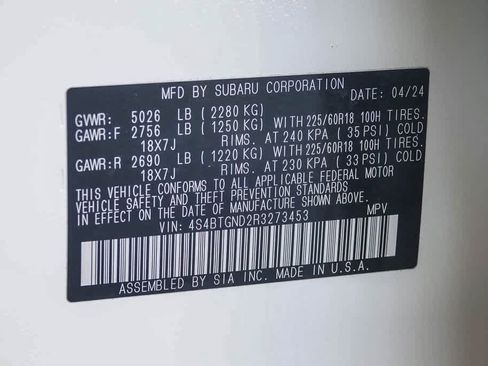 MFD BY SUBARU CORPORATION
DATE: 04/24
GVWR: 5026 LB (2280 KG)
GAWR:F 2756 LB (1250 KG) WITH 225/60R18 100H TIRES.
18X7J RIMS. AT 240 KPA (35 PSI) COLD
GAWR:R 2690 LB (1220 KG) WITH 225/60R18 100H TIRES.
18X7J RIMS. AT 230 KPA (33 PSI) COLD
THIS VEHICLE CONFORMS TO ALL APPLICABLE FEDERAL MOTOR
VEHICLE SAFETY AND THEFT PREVENTION STANDARDS
IN EFFECT ON THE DATE OF MANUFACTURE SHOWN ABOVE.
VIN: 4S4BTGND2R3273453 MPV
ASSEMBLED BY SIA INC. MADE IN U.S.A.